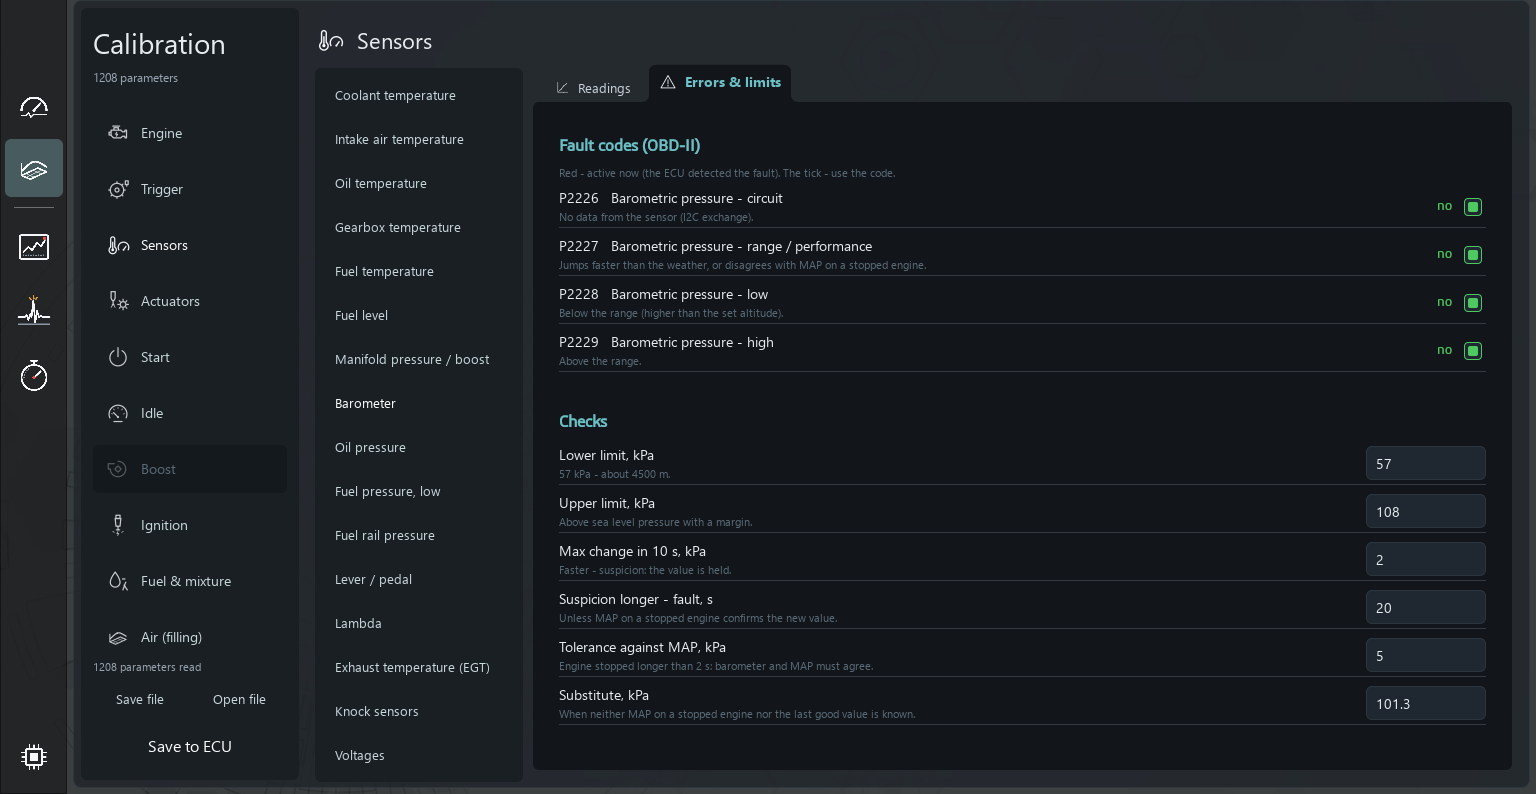 Calibration
1208 parameters
Engine
Trigger
Sensors
Actuators
Start
Idle
Boost
Ignition
Fuel & mixture
Air (filling)
1208 parameters read
Save file
Open file
Save to ECU
Sensors
Coolant temperature
Intake air temperature
Oil temperature
Gearbox temperature
Fuel temperature
Fuel level
Manifold pressure / boost
Barometer
Oil pressure
Fuel pressure, low
Fuel rail pressure
Lever / pedal
Lambda
Exhaust temperature (EGT)
Knock sensors
Voltages
Readings
Errors & limits
Fault codes (OBD-II)
Red - active now (the ECU detected the fault). The tick - use the code.
P2226 Barometric pressure - circuit
No data from the sensor (I2C exchange).
no
P2227 Barometric pressure - range / performance
Jumps faster than the weather, or disagrees with MAP on a stopped engine.
no
P2228 Barometric pressure - low
Below the range (higher than the set altitude).
no
P2229 Barometric pressure - high
Above the range.
no
Checks
Lower limit, kPa
57 kPa - about 4500 m.
57
Upper limit, kPa
Above sea level pressure with a margin.
108
Max change in 10 s, kPa
Faster - suspicion: the value is held.
2
Suspicion longer - fault, s
Unless MAP on a stopped engine confirms the new value.
20
Tolerance against MAP, kPa
Engine stopped longer than 2 s: barometer and MAP must agree.
5
Substitute, kPa
When neither MAP on a stopped engine nor the last good value is known.
101.3